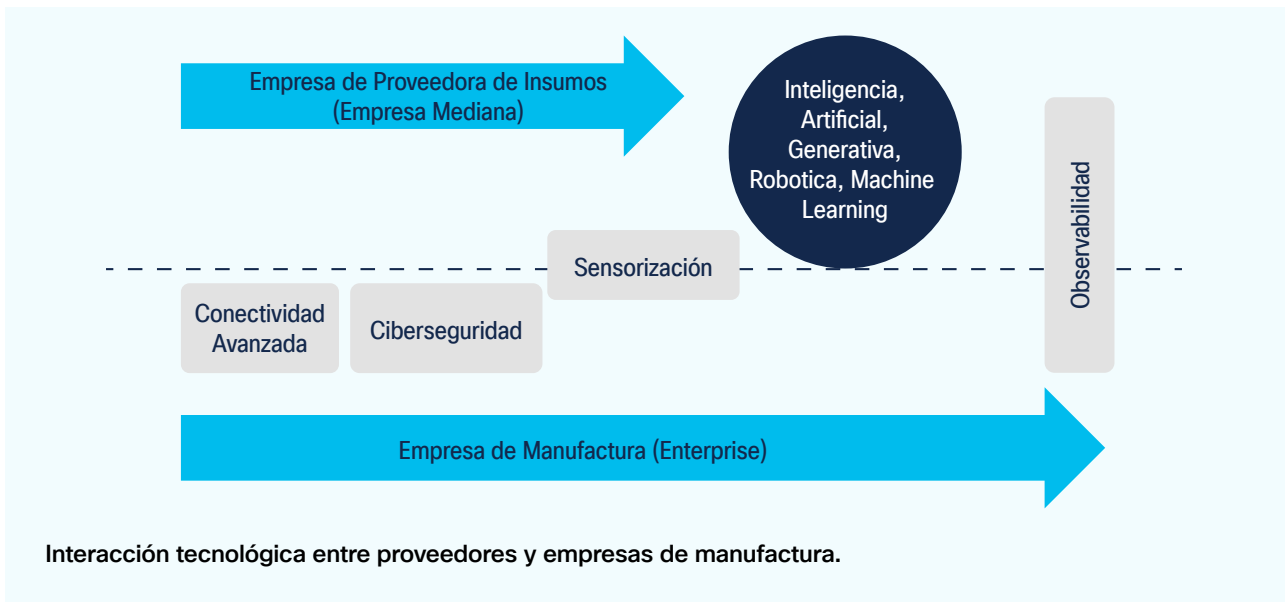 Empresa de Proveedora de Insumos
(Empresa Mediana)
Inteligencia,
Artificial,
Generativa,
Robotica, Machine
Learning
Observabilidad
Sensorización
Conectividad
Avanzada
Ciberseguridad
Empresa de Manufactura (Enterprise)
Interacción tecnológica entre proveedores y empresas de manufactura.